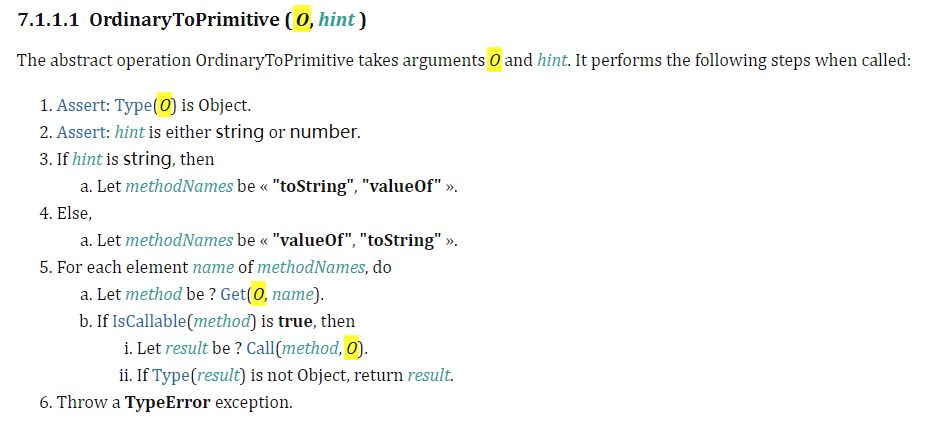 7.1.1.1 OrdinaryToPrimitive ( O, hint )
The abstract operation OrdinaryToPrimitive takes arguments O and hint. It performs the following steps when called:
1. Assert: Type(O) is Object.
2. Assert: hint is either string or number.
3. If hint is string, then
a. Let methodNames be « "toString", "valueOf" ».
4. Else,
a. Let methodNames be « "valueOf", "toString" ».
5. For each element name of methodNames, do
a. Let method be ? Get(O, name).
b. If IsCallable(method) is true, then
i. Let result be ? Call(method, O).
ii. If Type(result) is not Object, return result.
6. Throw a TypeError exception.